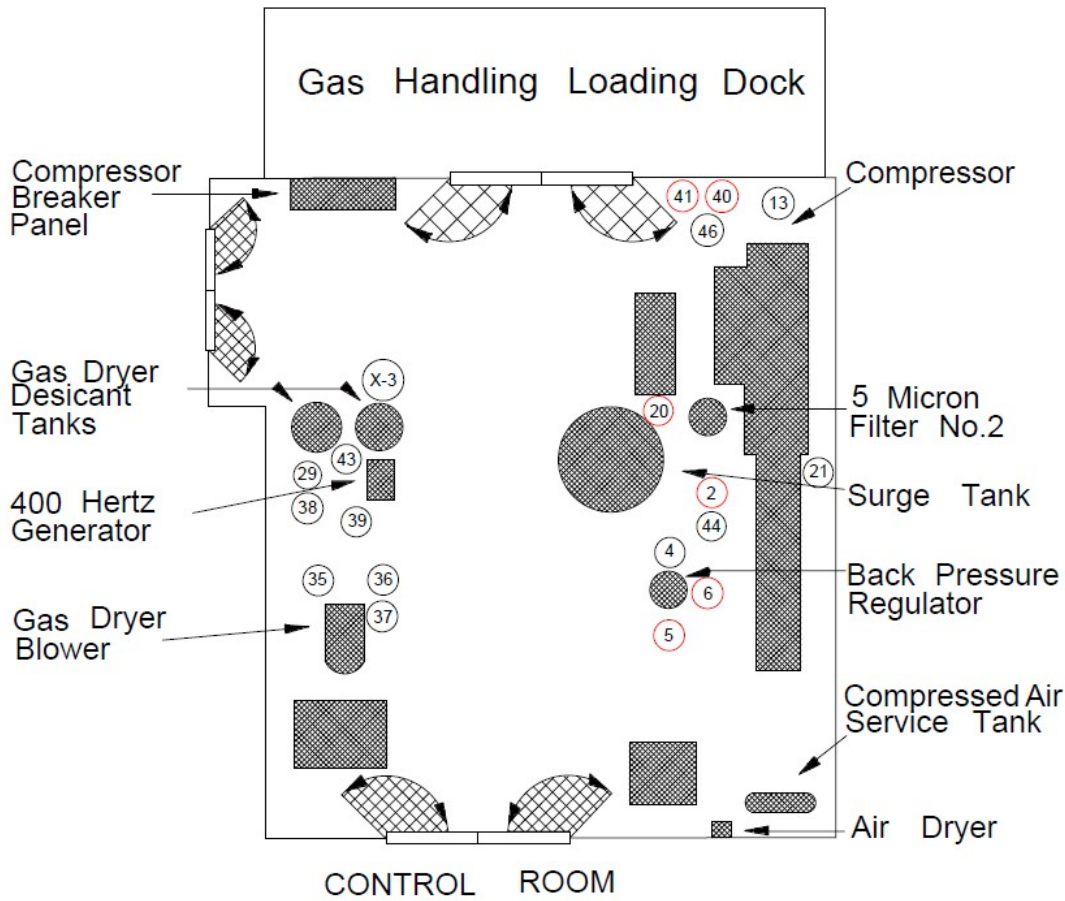 Gas Handling Loading Dock
Compressor
Breaker
Panel
41
40
13
46
Compressor
Gas Dryer
Desicant
Tanks
X-3
20
5 Micron
Filter No.2
43
29
38
39
400 Hertz
Generator
21
2
44
Surge Tank
4
35
36
37
6
5
Back Pressure
Regulator
Gas Dryer
Blower
Compressed Air
Service Tank
Air Dryer
CONTROL ROOM